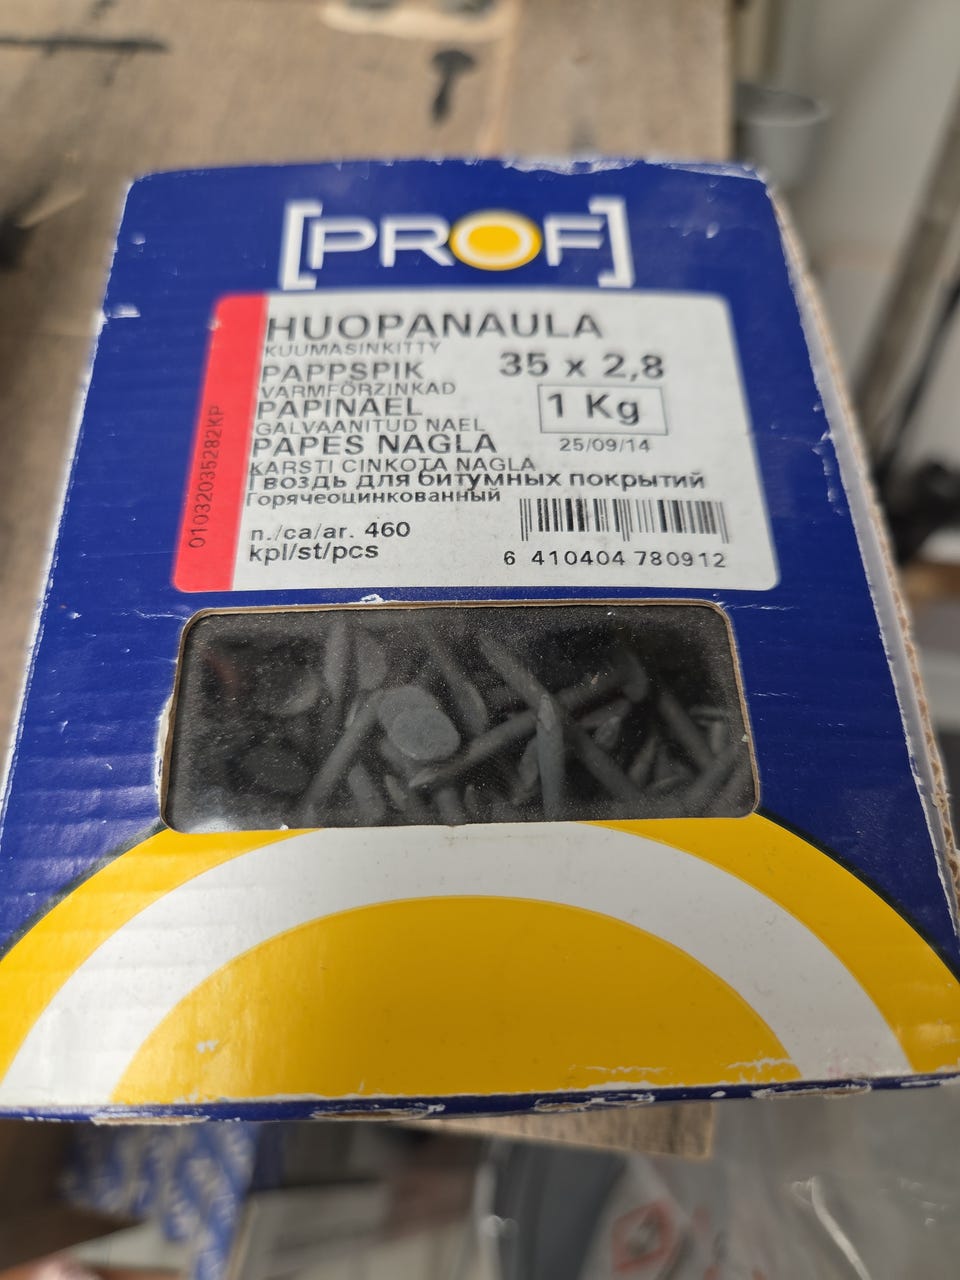 [PROF]
HUOPANAULA
KUUMASINKITTY
PAPPSPIK
VARMFÖRZINKAD
PAPINAEL
GALVAANITUD NAEL
PAPES NAGLA
KARSTI CINKOTA NAGLA
Гвоздь для битумных покрытий
Горячеоцинкованный
35 x 2,8
1 Kg
25/09/14
n./ca/ar. 460
kpl/st/pcs
6 410404 780912
01032035282KP